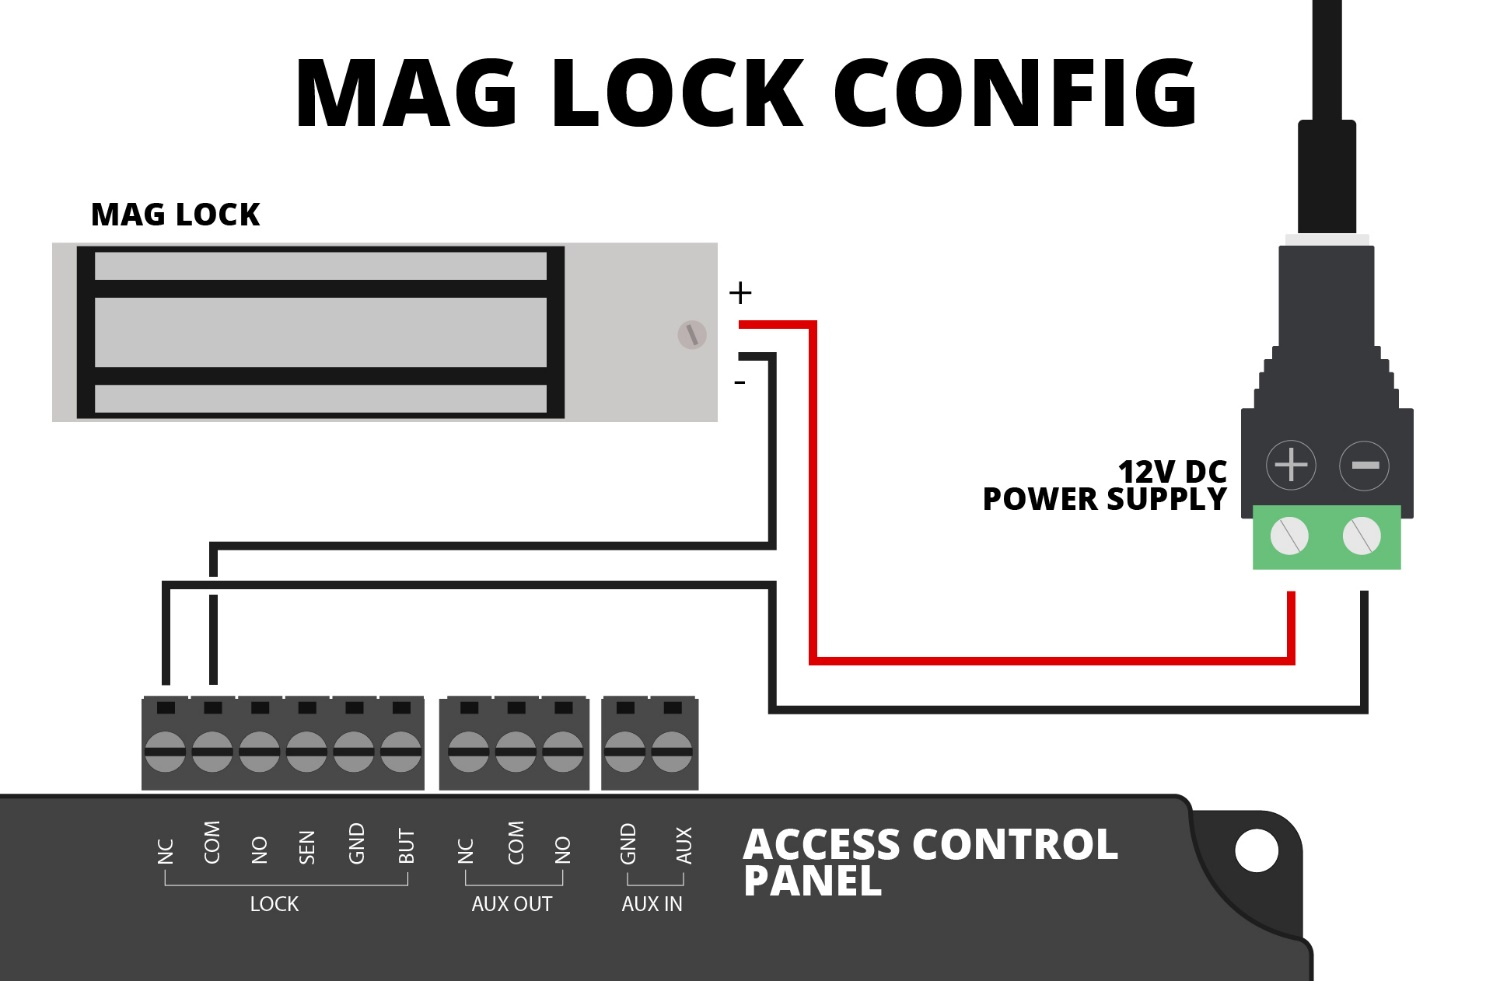 MAG LOCK CONFIG
MAG LOCK
+
-
12V DC
POWER SUPPLY
+ -
NC COM NO SEN GND BUT NC COM NO GND AUX
LOCK AUX OUT AUX IN
ACCESS CONTROL
PANEL